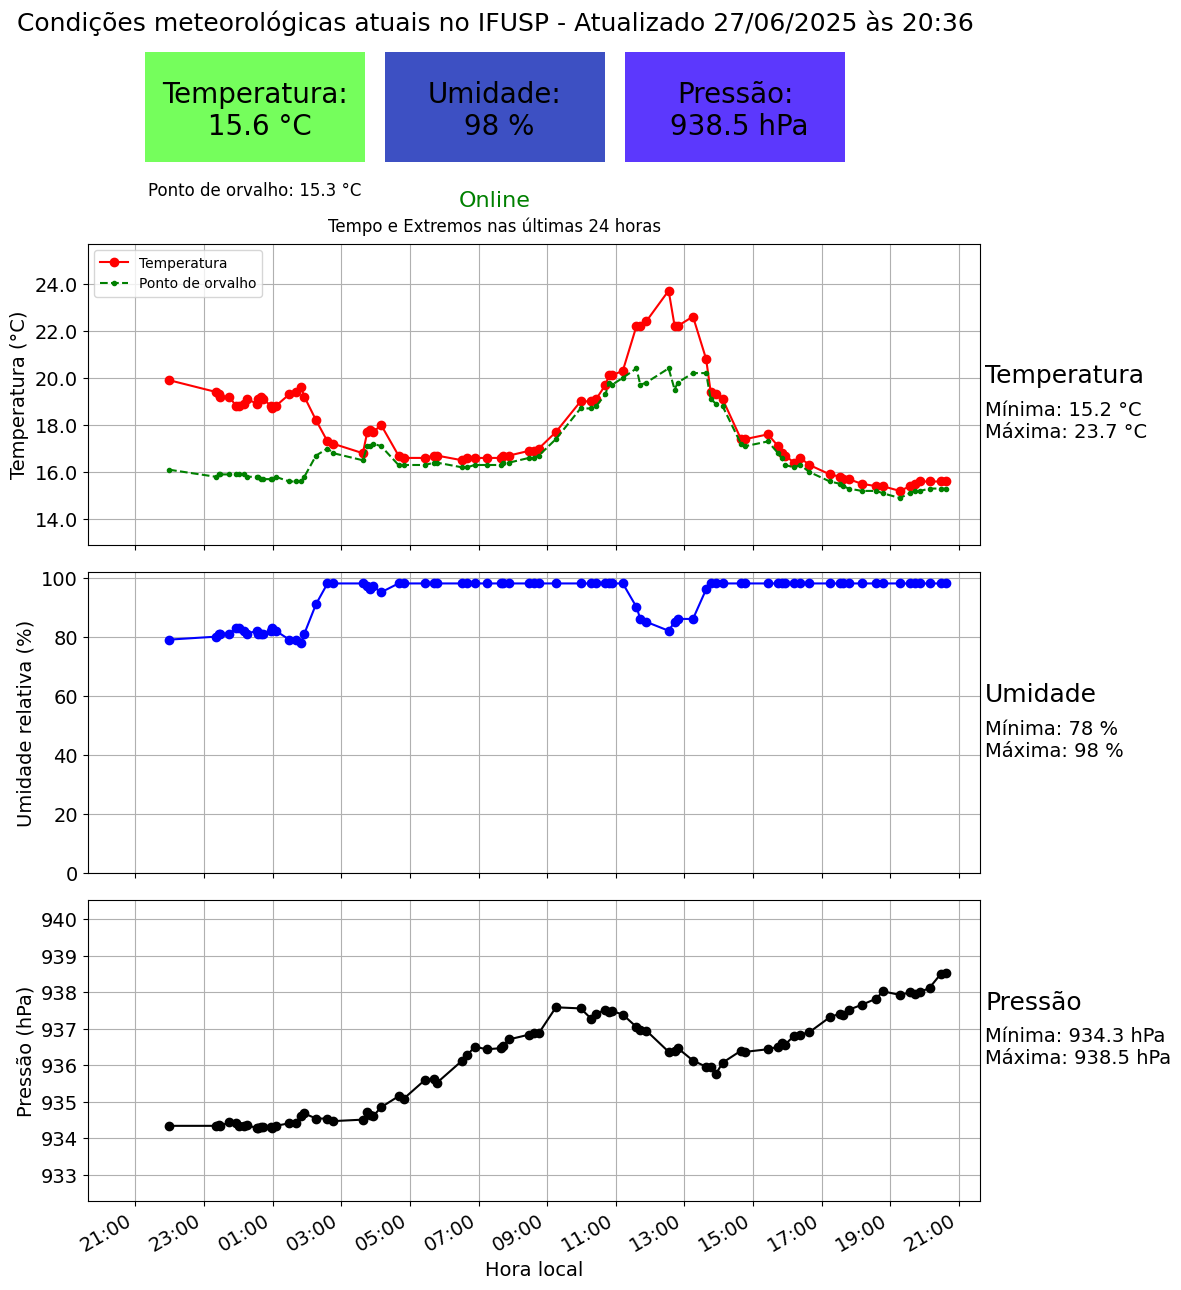 Condições meteorológicas atuais no IFUSP - Atualizado 27/06/2025 às 20:36
Temperatura:
15.6 °C
Umidade:
98 %
Pressão:
938.5 hPa
Ponto de orvalho: 15.3 °C
Online
Tempo e Extremos nas últimas 24 horas
Temperatura
Ponto de orvalho
Temperatura (°C)
24.0
22.0
20.0
18.0
16.0
14.0
Temperatura
Mínima: 15.2 °C
Máxima: 23.7 °C
Umidade relativa (%)
100
80
60
40
20
0
Umidade
Mínima: 78 %
Máxima: 98 %
Pressão (hPa)
940
939
938
937
936
935
934
933
Pressão
Mínima: 934.3 hPa
Máxima: 938.5 hPa
21:00 23:00 01:00 03:00 05:00 07:00 09:00 11:00 13:00 15:00 17:00 19:00 21:00
Hora local